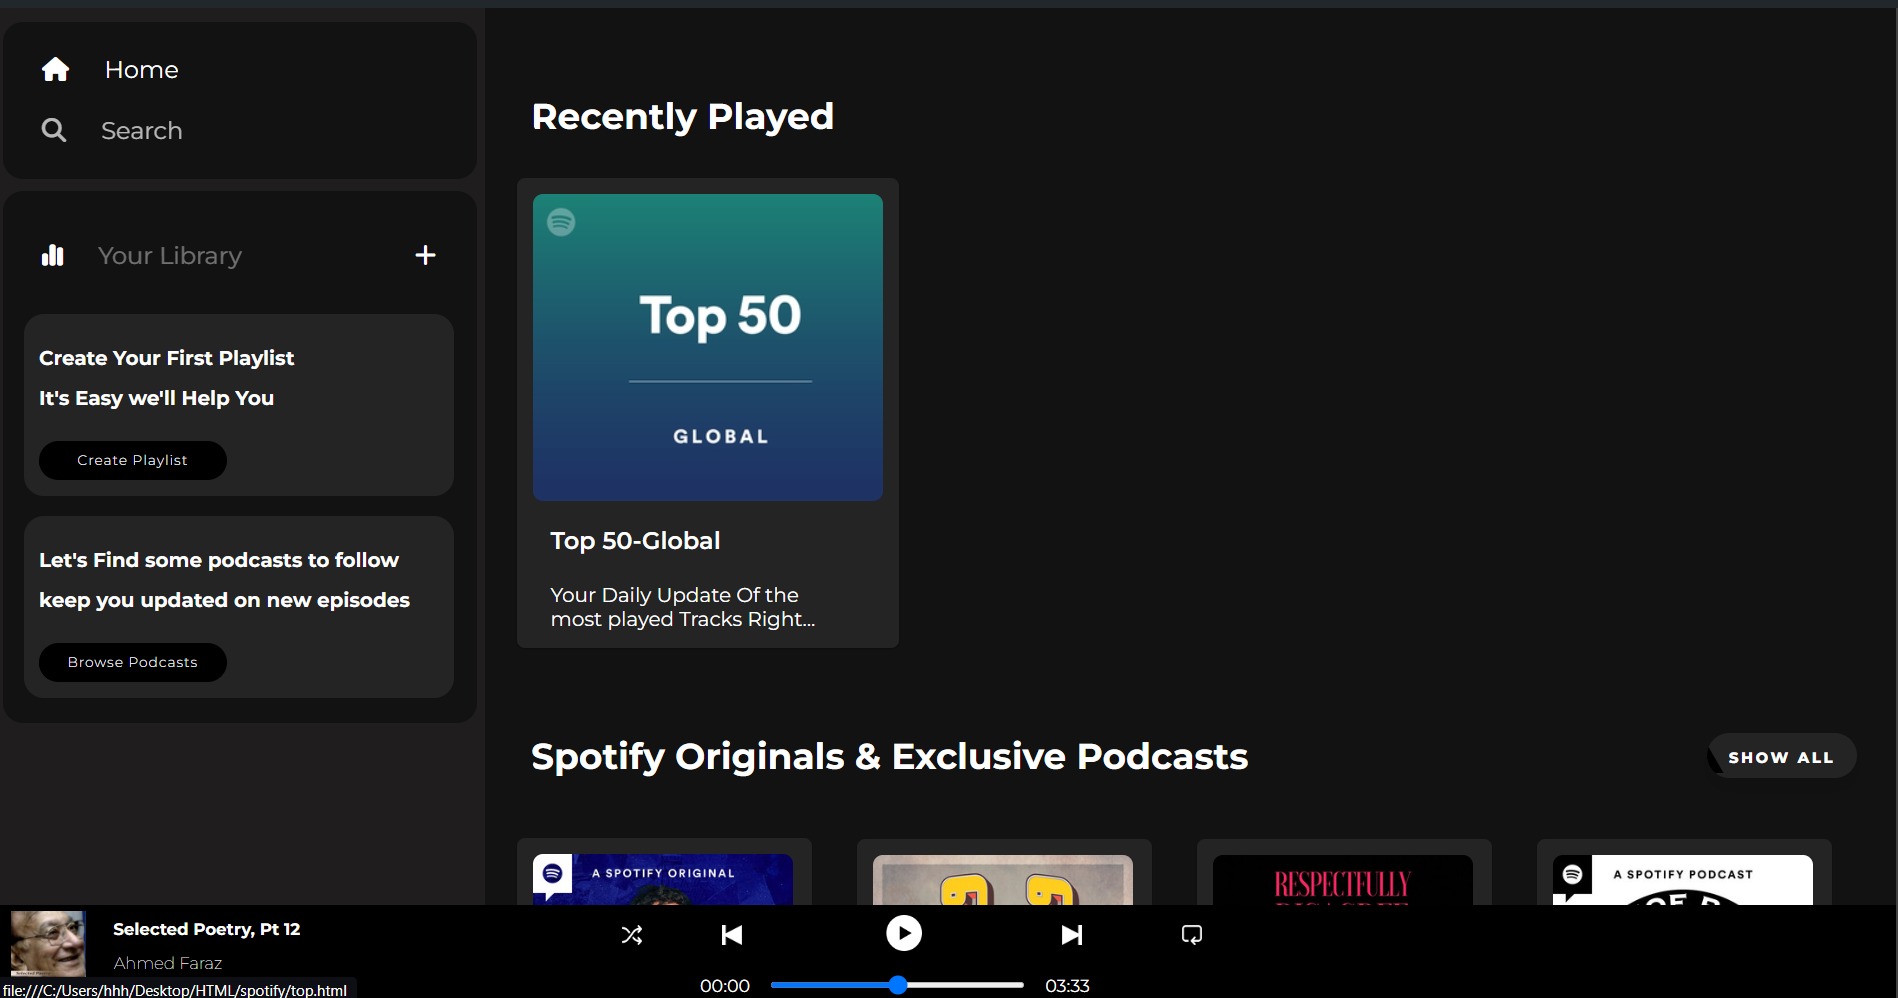 Home
Search
Your Library
Create Your First Playlist
It's Easy we'll Help You
Create Playlist
Let's Find some podcasts to follow
keep you updated on new episodes
Browse Podcasts
Recently Played
Top 50
GLOBAL
Top 50-Global
Your Daily Update Of the
most played Tracks Right...
Spotify Originals & Exclusive Podcasts
SHOW ALL
A SPOTIFY ORIGINAL
RESPECTFULLY
A SPOTIFY PODCAST
Selected Poetry, Pt 12
Ahmed Faraz
00:00
03:33
file:///C:/Users/hhh/Desktop/HTML/spotify/top.html